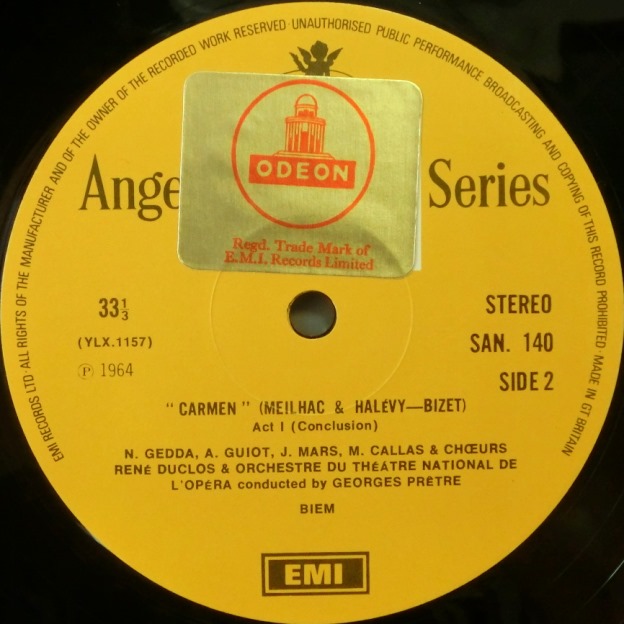 EMI RECORDS LTD · ALL RIGHTS OF THE MANUFACTURER AND OF THE OWNER OF THE RECORDED WORK RESERVED · UNAUTHORISED PUBLIC PERFORMANCE BROADCASTING AND COPYING OF THIS RECORD PROHIBITED · MADE IN GT BRITAIN
ODEON
Regd. Trade Mark of
E.M.I. Records Limited
Ange Series
33 1/3 STEREO
(YLX.1157) SAN. 140
℗ 1964 SIDE 2
" CARMEN " (MEILHAC & HALÉVY—BIZET)
Act I (Conclusion)
N. GEDDA, A. GUIOT, J. MARS, M. CALLAS & CHŒURS
RENÉ DUCLOS & ORCHESTRE DU THÉÂTRE NATIONAL DE
L'OPÉRA conducted by GEORGES PRÊTRE
BIEM
EMI